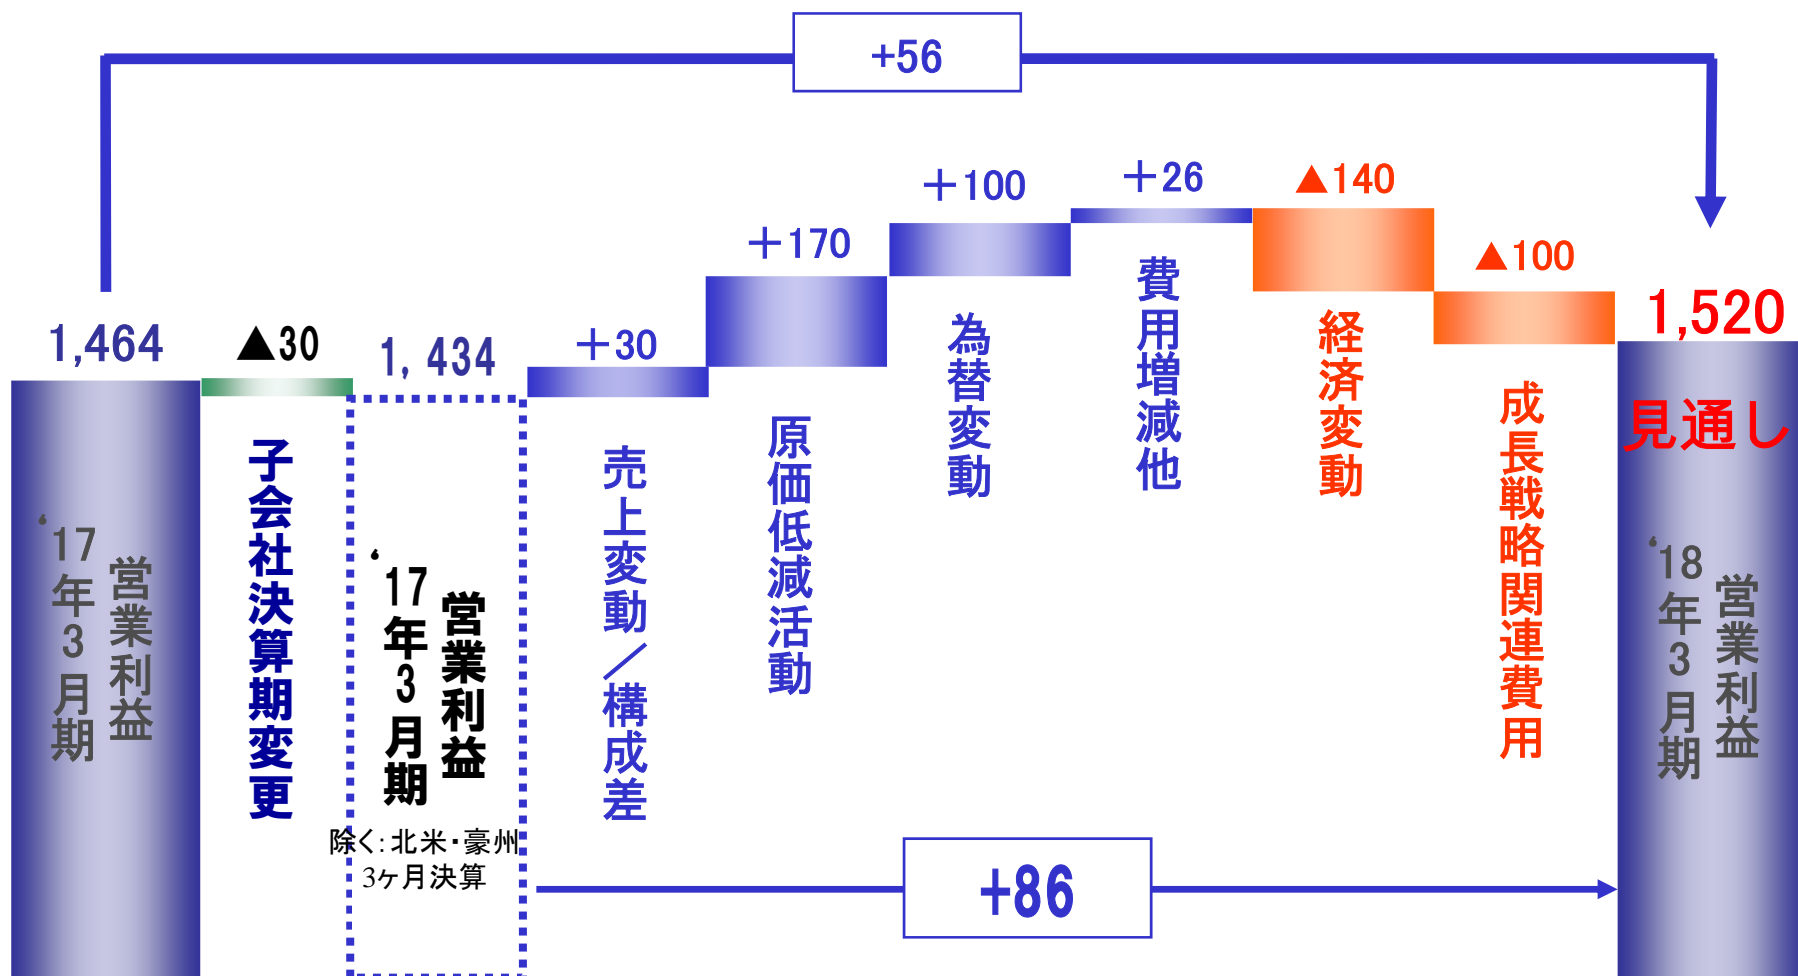 +56
1,464
‘17年3月期
営業利益
▲30
子会社決算期変更
1, 434
‘17年3月期
営業利益
除く:北米・豪州
3ヶ月決算
+30
売上変動/構成差
+170
原価低減活動
+100
為替変動
+26
費用増減他
▲140
経済変動
▲100
成長戦略関連費用
1,520
見通し
‘18年3月期
営業利益
+86